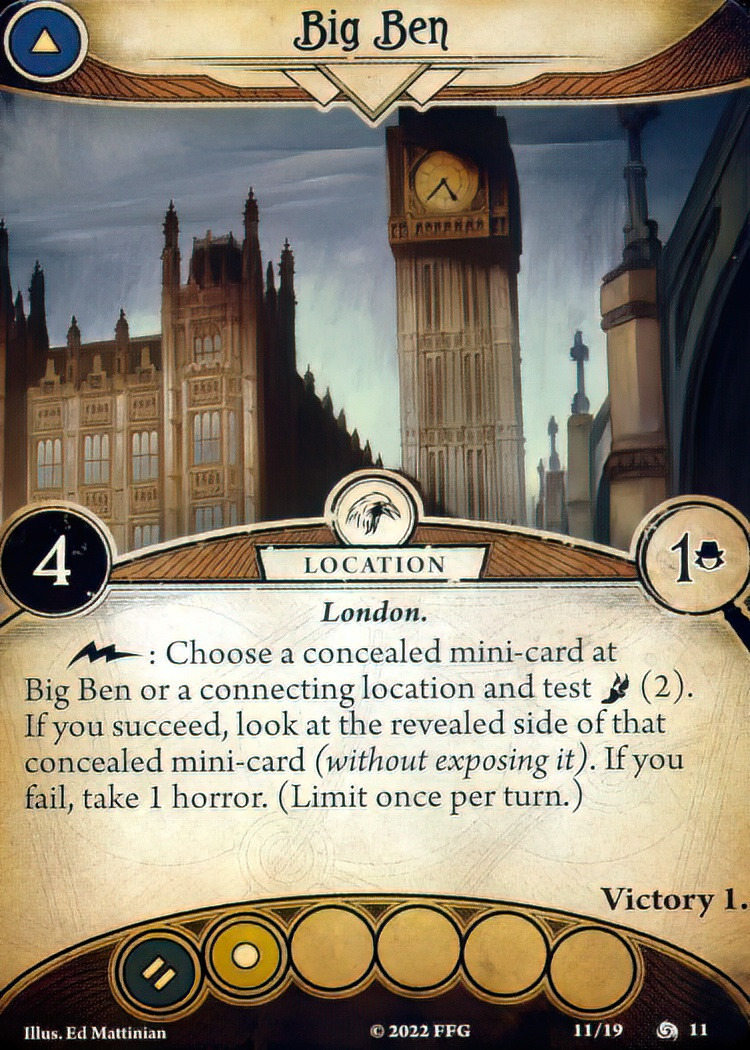 Big Ben
4
LOCATION
1
London.
: Choose a concealed mini-card at
Big Ben or a connecting location and test (2).
If you succeed, look at the revealed side of that
concealed mini-card (without exposing it). If you
fail, take 1 horror. (Limit once per turn.)
Victory 1.
Illus. Ed Mattinian
© 2022 FFG
11/19
11